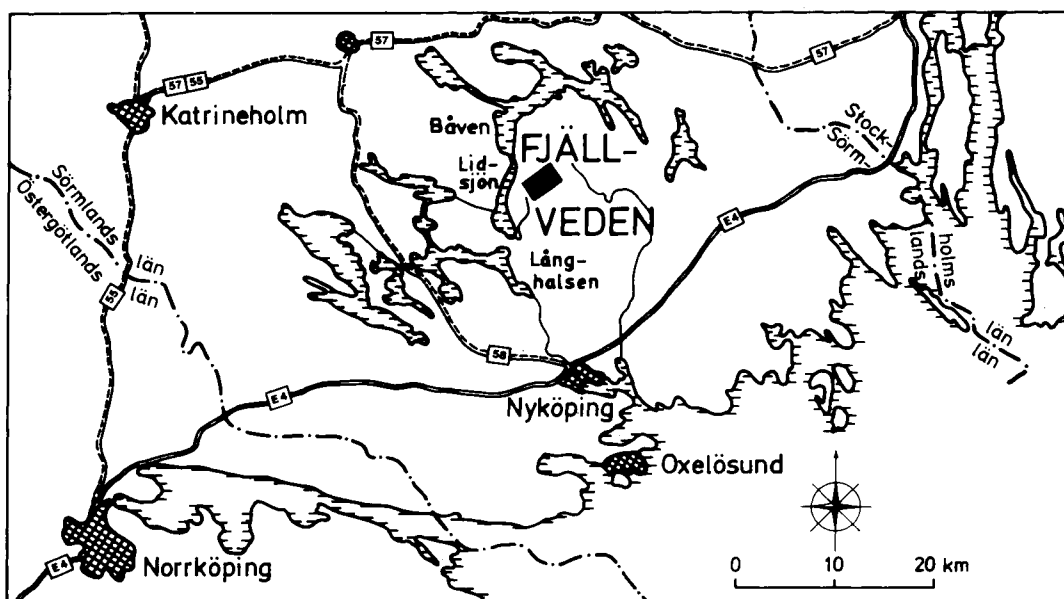 57
57
57 55
Katrineholm
Båven
FJÄLL-
VEDEN
Lid-
sjön
Stock-
Sörm-
holms
lands
län
län
Sörmlands
Östergötlands
län
län
Lång-
halsen
E4
55
58
E4
Nyköping
Oxelösund
Norrköping
E4
0 10 20 km